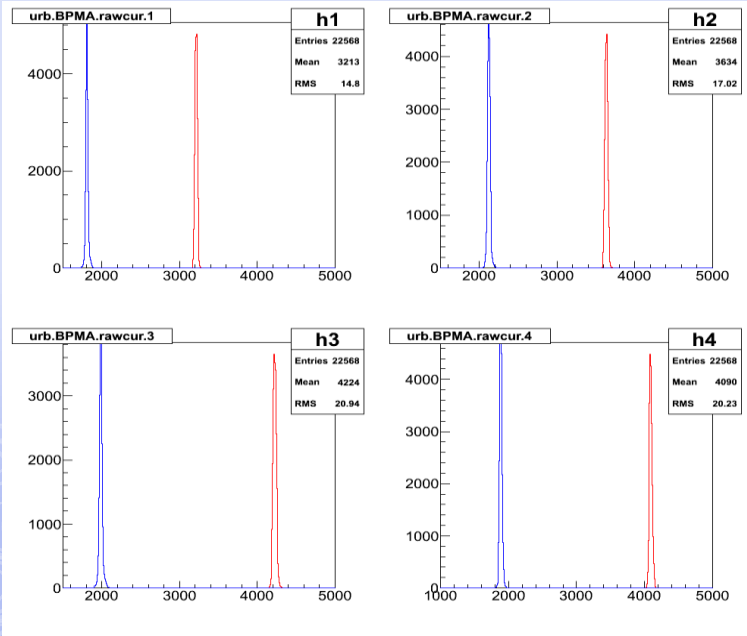 urb.BPMA.rawcur.1
h1
Entries 22568
Mean 3213
RMS 14.8
4000
2000
0
2000 3000 4000 5000
urb.BPMA.rawcur.2
h2
Entries 22568
Mean 3634
RMS 17.02
4000
3000
2000
1000
0
2000 3000 4000 5000
urb.BPMA.rawcur.3
h3
Entries 22568
Mean 4224
RMS 20.94
3000
2000
1000
0
2000 3000 4000 5000
urb.BPMA.rawcur.4
h4
Entries 22568
Mean 4090
RMS 20.23
4000
3000
2000
1000
0
1000 2000 3000 4000 5000